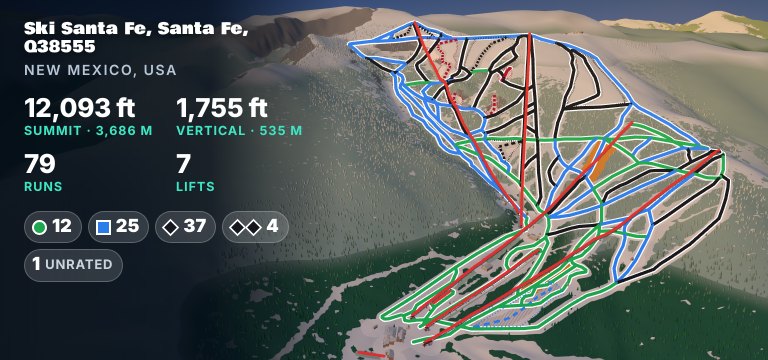 Ski Santa Fe, Santa Fe,
Q38555
NEW MEXICO, USA
12,093 ft 1,755 ft
SUMMIT · 3,686 M VERTICAL · 535 M
79 7
RUNS LIFTS
12 25 37 4
1 UNRATED